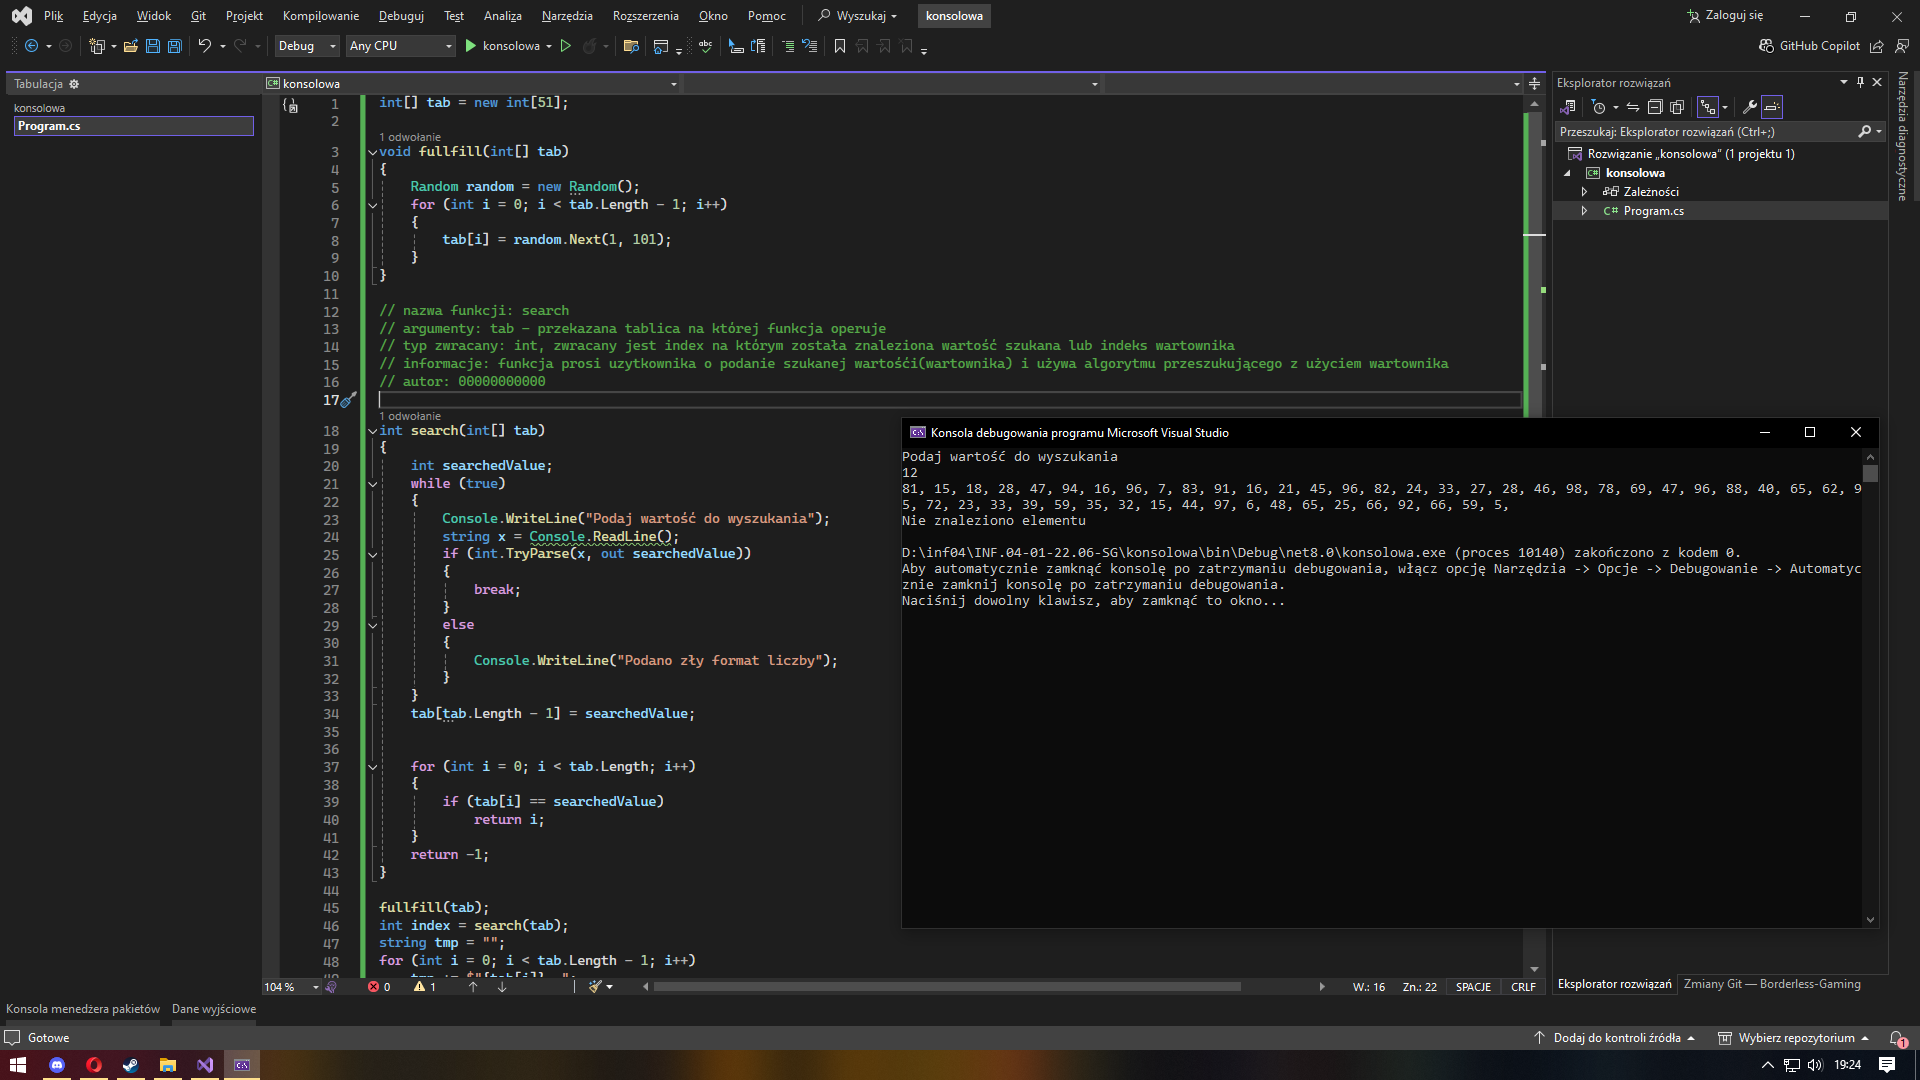 Plik Edycja Widok Git Projekt Kompilowanie Debuguj Test Analiza Narzędzia Rozszerzenia Okno Pomoc Wyszukaj konsolowa Zaloguj się
Debug Any CPU konsolowa GitHub Copilot
Tabulacja
konsolowa
Program.cs
C# konsolowa
1 int[] tab = new int[51];
2
1 odwołanie
3 void fullfill(int[] tab)
4 {
5 Random random = new Random();
6 for (int i = 0; i < tab.Length - 1; i++)
7 {
8 tab[i] = random.Next(1, 101);
9 }
10 }
11
12 // nazwa funkcji: search
13 // argumenty: tab - przekazana tablica na której funkcja operuje
14 // typ zwracany: int, zwracany jest index na którym została znaleziona wartość szukana lub indeks wartownika
15 // informacje: funkcja prosi uzytkownika o podanie szukanej wartośći(wartownika) i używa algorytmu przeszukującego z użyciem wartownika
16 // autor: 00000000000
17
1 odwołanie
18 int search(int[] tab)
19 {
20 int searchedValue;
21 while (true)
22 {
23 Console.WriteLine("Podaj wartość do wyszukania");
24 string x = Console.ReadLine();
25 if (int.TryParse(x, out searchedValue))
26 {
27 break;
28 }
29 else
30 {
31 Console.WriteLine("Podano zły format liczby");
32 }
33 }
34 tab[tab.Length - 1] = searchedValue;
35
36
37 for (int i = 0; i < tab.Length; i++)
38 {
39 if (tab[i] == searchedValue)
40 return i;
41 }
42 return -1;
43 }
44
45 fullfill(tab);
46 int index = search(tab);
47 string tmp = "";
48 for (int i = 0; i < tab.Length - 1; i++)
104 % 0 1 W.: 16 Zn.: 22 SPACJE CRLF
Konsola debugowania programu Microsoft Visual Studio
Podaj wartość do wyszukania
12
81, 15, 18, 28, 47, 94, 16, 96, 7, 83, 91, 16, 21, 45, 96, 82, 24, 33, 27, 28, 46, 98, 78, 69, 47, 96, 88, 40, 65, 62, 9
5, 72, 23, 33, 39, 59, 35, 32, 15, 44, 97, 6, 48, 65, 25, 66, 92, 66, 59, 5,
Nie znaleziono elementu
D:\inf04\INF.04-01-22.06-SG\konsolowa\bin\Debug\net8.0\konsolowa.exe (proces 10140) zakończono z kodem 0.
Aby automatycznie zamknąć konsolę po zatrzymaniu debugowania, włącz opcję Narzędzia -> Opcje -> Debugowanie -> Automatyc
znie zamknij konsolę po zatrzymaniu debugowania.
Naciśnij dowolny klawisz, aby zamknąć to okno...
Eksplorator rozwiązań
Przeszukaj: Eksplorator rozwiązań (Ctrl+;)
Rozwiązanie „konsolowa" (1 projektu 1)
C# konsolowa
Zależności
C# Program.cs
Narzędzia diagnostyczne
Eksplorator rozwiązań Zmiany Git — Borderless-Gaming
Konsola menedżera pakietów Dane wyjściowe
Gotowe Dodaj do kontroli źródła Wybierz repozytorium 1
19:24